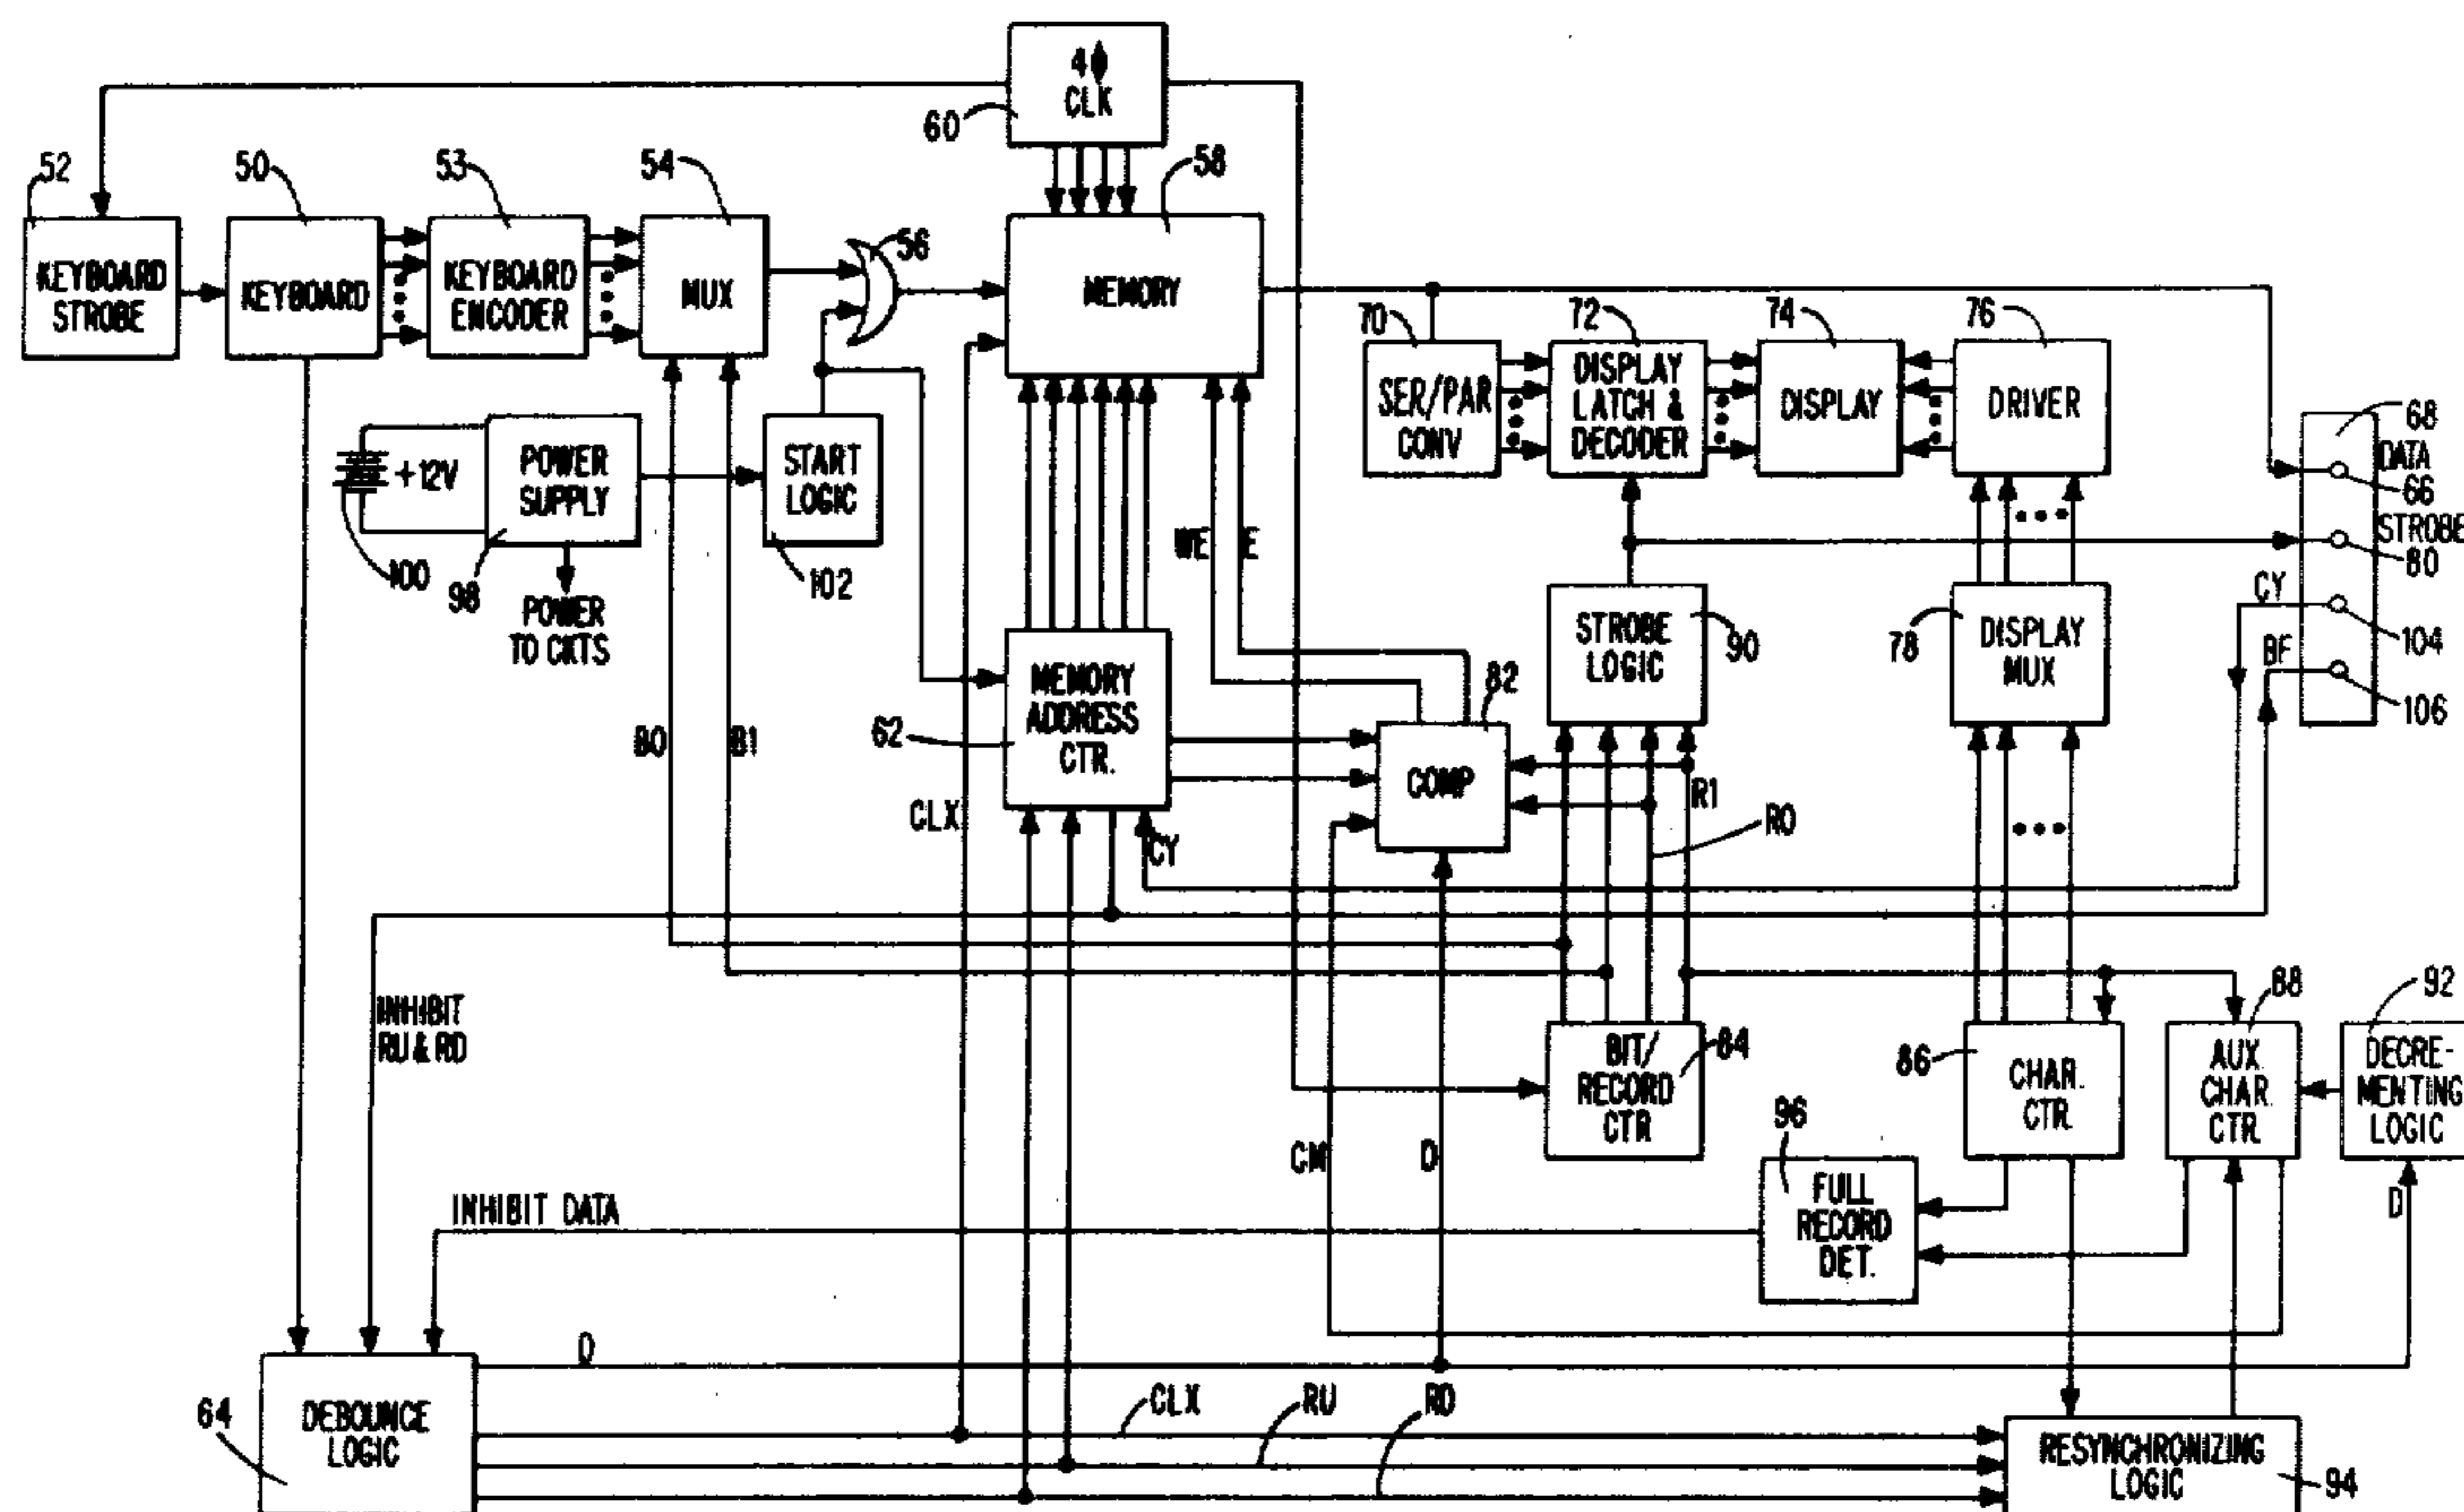 4ϕ
CLK
60
52
50
53
54
58
56
KEYBOARD
STROBE
KEYBOARD
KEYBOARD
ENCODER
MUX
MEMORY
70
72
74
76
SER/PAR
CONV
DISPLAY
LATCH &
DECODER
DISPLAY
DRIVER
68
DATA
66
STROBE
80
CY
104
BF
106
+12V
100
POWER
SUPPLY
98
POWER
TO CKTS
START
LOGIC
102
WE
E
STROBE
LOGIC
90
78
DISPLAY
MUX
62
MEMORY
ADDRESS
CTR.
82
COMP
B0
B1
CLX
CY
R1
R0
INHIBIT
RU & RD
BIT/
RECORD
CTR
84
86
CHAR.
CTR
88
AUX
CHAR.
CTR
92
DECRE-
MENTING
LOGIC
CM
D
96
FULL
RECORD
DET.
D
INHIBIT DATA
D
64
DEBOUNCE
LOGIC
CLX
RU
RD
RESYNCHRONIZING
LOGIC
94